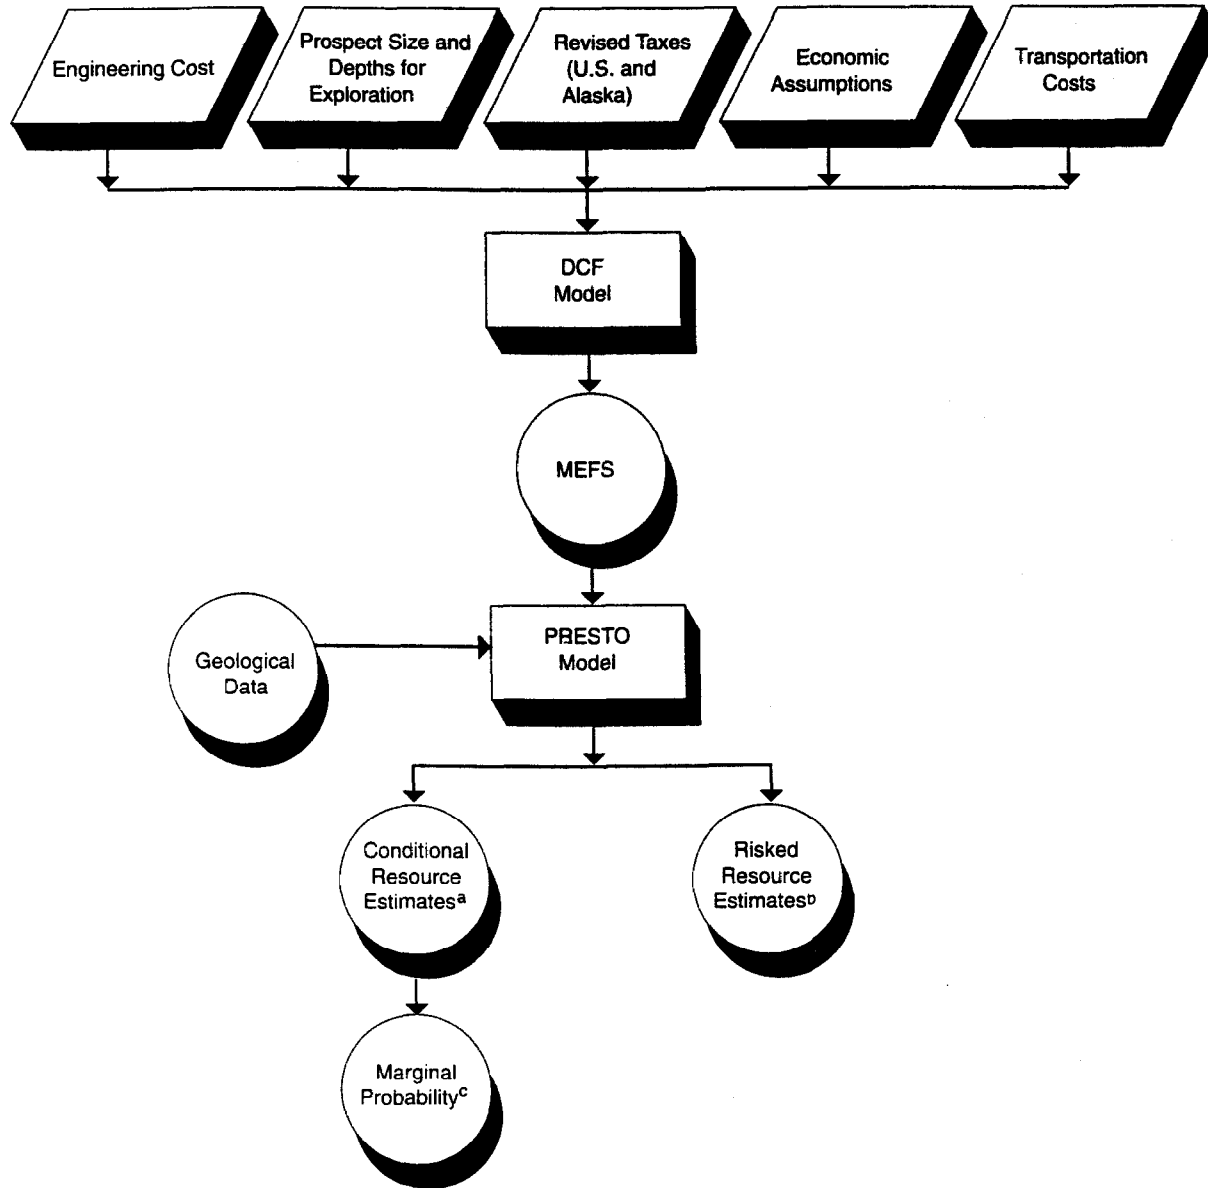 Engineering Cost
Prospect Size and
Depths for
Exploration
Revised Taxes
(U.S. and
Alaska)
Economic
Assumptions
Transportation
Costs
DCF
Model
MEFS
PRESTO
Model
Geological
Data
Conditional
Resource
Estimatesᵃ
Risked
Resource
Estimatesᵇ
Marginal
Probabilityᶜ